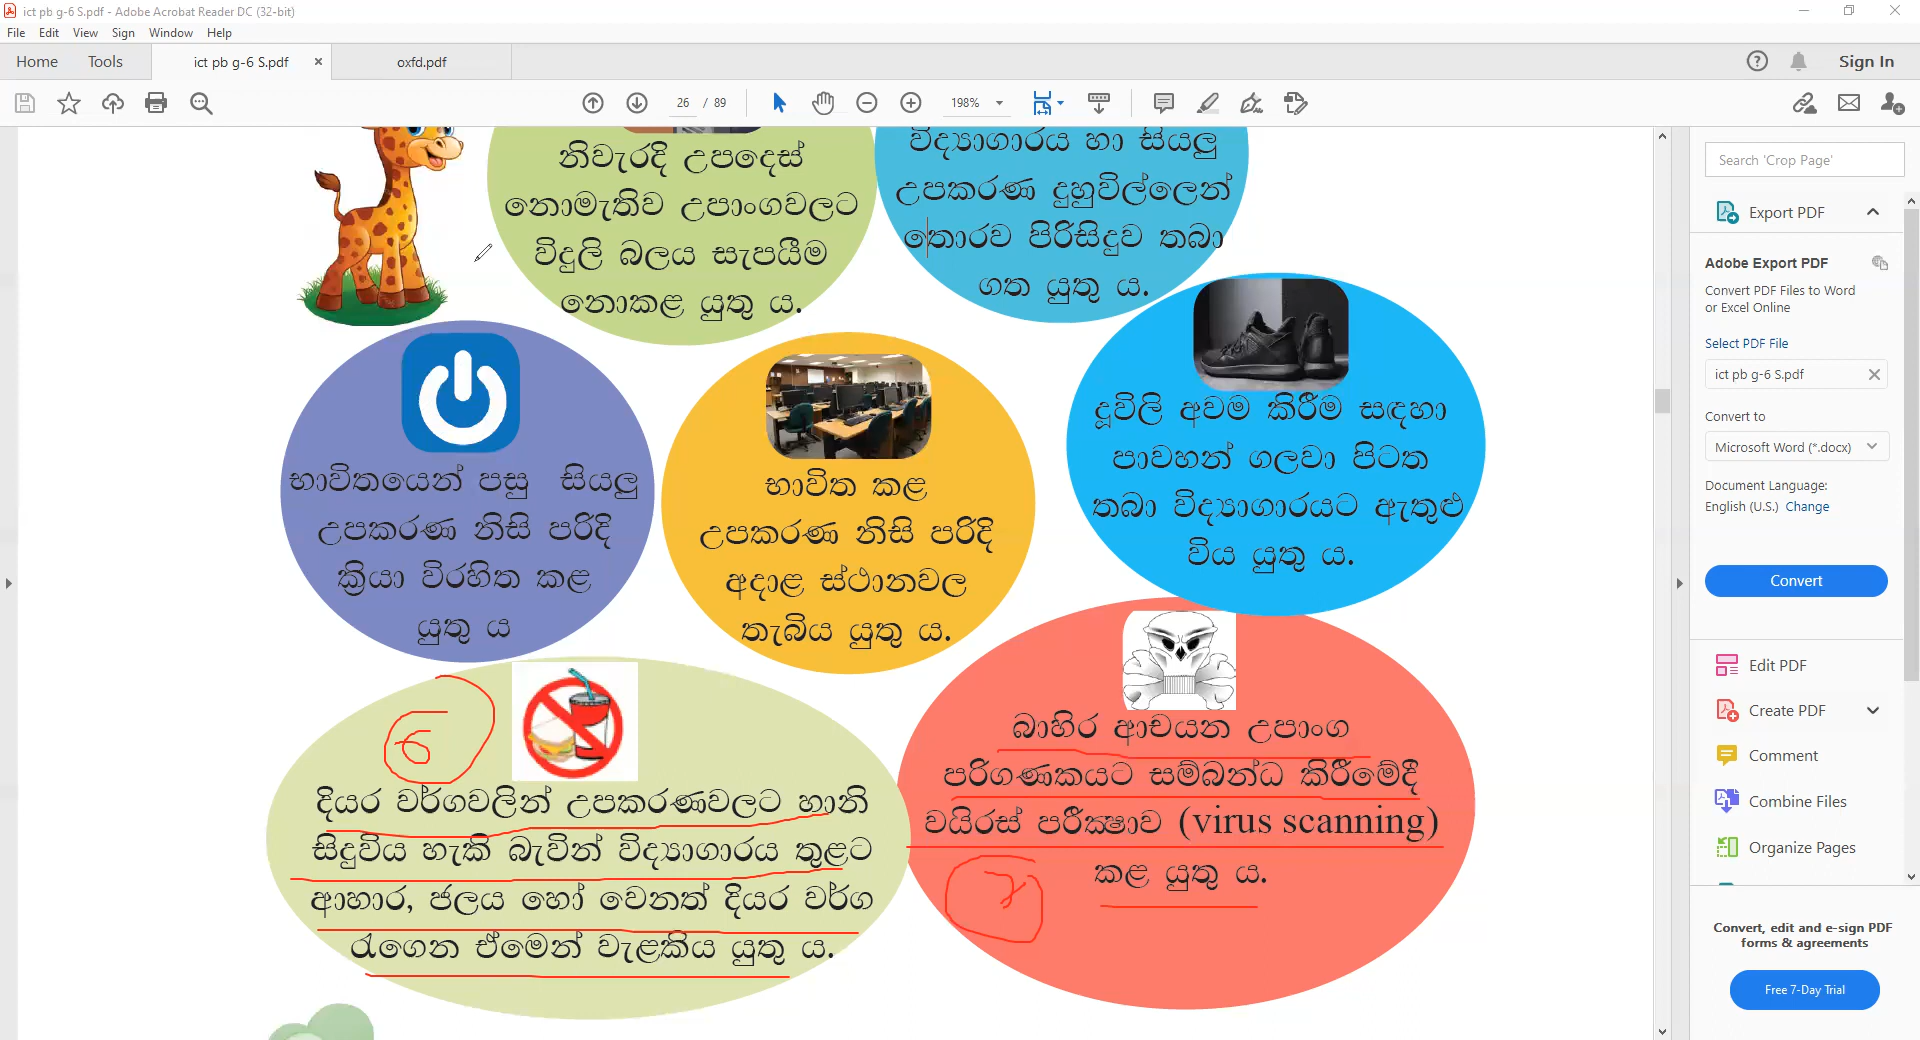 ict pb g-6 S.pdf - Adobe Acrobat Reader DC (32-bit)
File Edit View Sign Window Help
Home Tools ict pb g-6 S.pdf × oxfd.pdf Sign In
26 / 89 198%
නිවැරදි උපදෙස්
නොමැතිව උපාංගවලට
විදුලි බලය සැපයීම
නොකළ යුතු ය.
විද්‍යාගාරය හා සියලු
උපකරණ දූහුවිල්ලෙන්
තොරව පිරිසිදුව තබා
ගත යුතු ය.
භාවිතයෙන් පසු සියලු
උපකරණ නිසි පරිදි
ක්‍රියා විරහිත කළ
යුතු ය
භාවිත කළ
උපකරණ නිසි පරිදි
අදාළ ස්ථානවල
තැබිය යුතු ය.
දූවිලි අවම කිරීම සඳහා
පාවහන් ගලවා පිටත
තබා විද්‍යාගාරයට ඇතුළු
විය යුතු ය.
6
දියර වර්ගවලින් උපකරණවලට හානි
සිදුවිය හැකි බැවින් විද්‍යාගාරය තුළට
ආහාර, ජලය හෝ වෙනත් දියර වර්ග
රැගෙන ඒමෙන් වැළකිය යුතු ය.
බාහිර ආචයන උපාංග
පරිගණකයට සම්බන්ධ කිරීමේදී
වයිරස් පරීක්ෂාව (virus scanning)
කළ යුතු ය.
7
Search 'Crop Page'
Export PDF
Adobe Export PDF
Convert PDF Files to Word
or Excel Online
Select PDF File
ict pb g-6 S.pdf
Convert to
Microsoft Word (*.docx)
Document Language:
English (U.S.) Change
Convert
Edit PDF
Create PDF
Comment
Combine Files
Organize Pages
Convert, edit and e-sign PDF
forms & agreements
Free 7-Day Trial